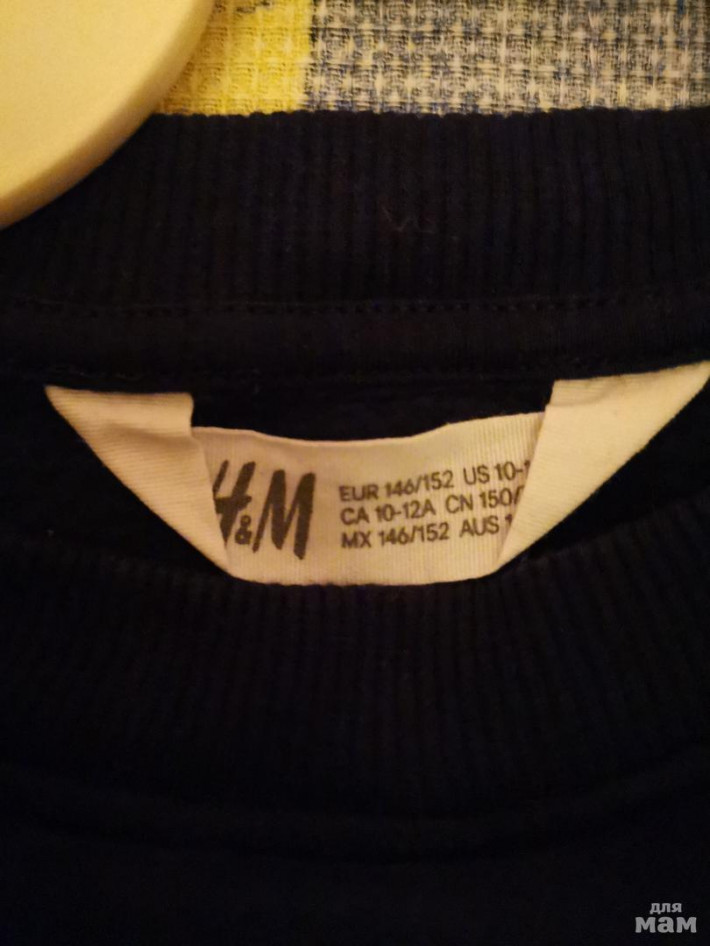 H&M
EUR 146/152 US 10-
CA 10-12A CN 150/
MX 146/152 AUS
для
мам